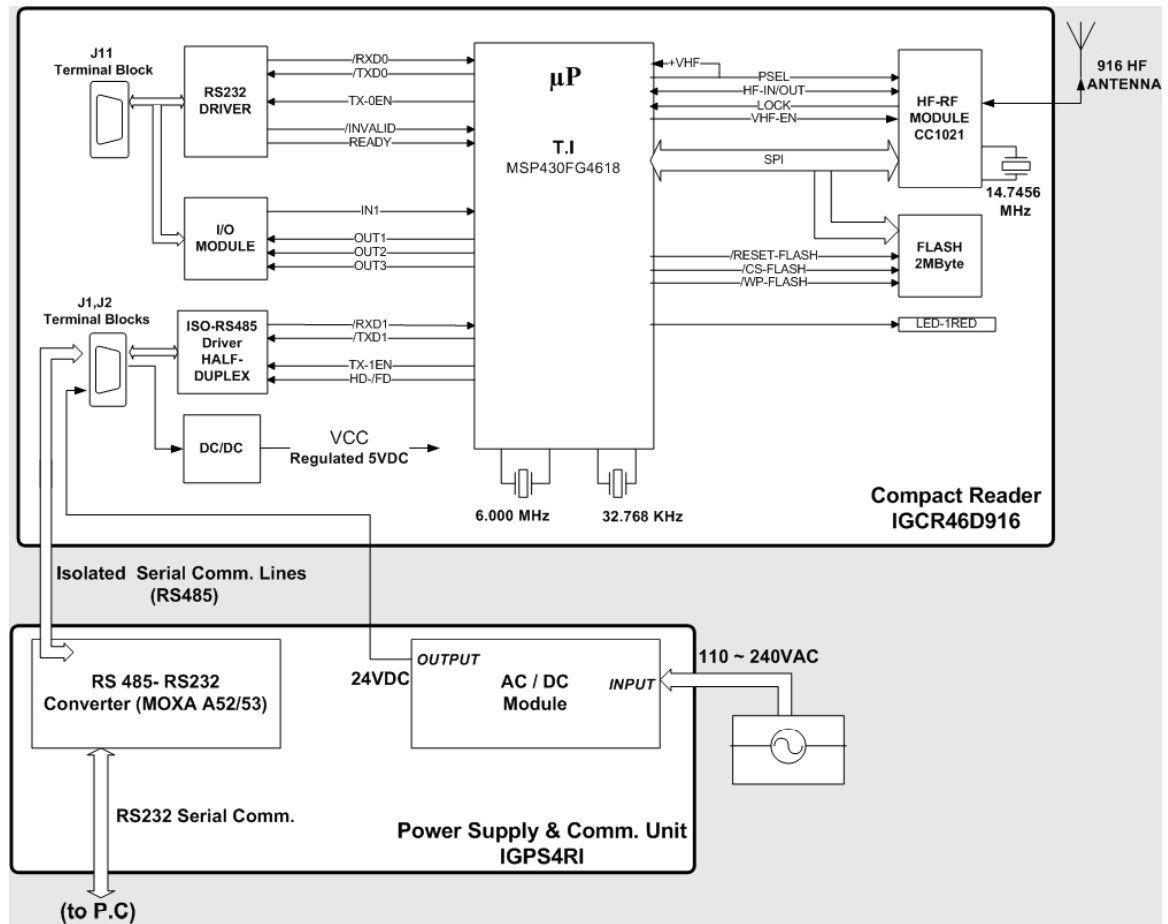 J11
Terminal Block
RS232
DRIVER
/RXD0
/TXD0
TX-0EN
/INVALID
READY
I/O
MODULE
IN1
OUT1
OUT2
OUT3
J1,J2
Terminal Blocks
ISO-RS485
Driver
HALF-
DUPLEX
/RXD1
/TXD1
TX-1EN
HD-/FD
DC/DC
VCC
Regulated 5VDC
µP
T.I
MSP430FG4618
6.000 MHz
32.768 KHz
+VHF
PSEL
HF-IN/OUT
LOCK
VHF-EN
SPI
HF-RF
MODULE
CC1021
916 HF
ANTENNA
14.7456
MHz
FLASH
2MByte
/RESET-FLASH
/CS-FLASH
/WP-FLASH
LED-1RED
Compact Reader
IGCR46D916
Isolated Serial Comm. Lines
(RS485)
RS 485- RS232
Converter (MOXA A52/53)
24VDC
OUTPUT
AC / DC
Module
INPUT
110 ~ 240VAC
RS232 Serial Comm.
Power Supply & Comm. Unit
IGPS4RI
(to P.C)